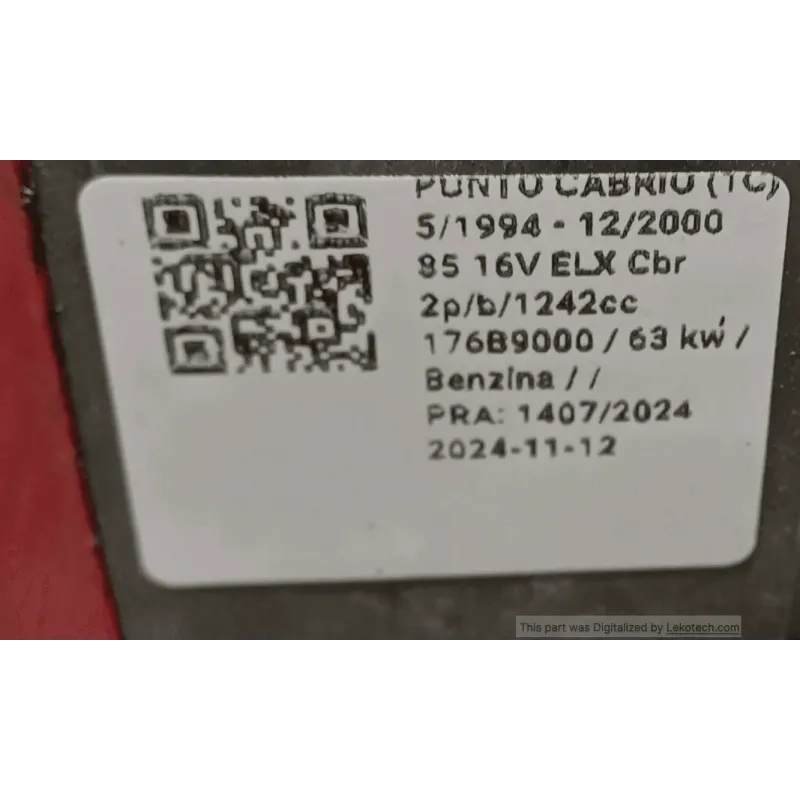 PUNTO CABRIO (1C)
5/1994 - 12/2000
85 16V ELX Cbr
2p/b/1242cc
176B9000 / 63 kw /
Benzina / /
PRA: 1407/2024
2024-11-12
This part was Digitalized by Lekotech.com